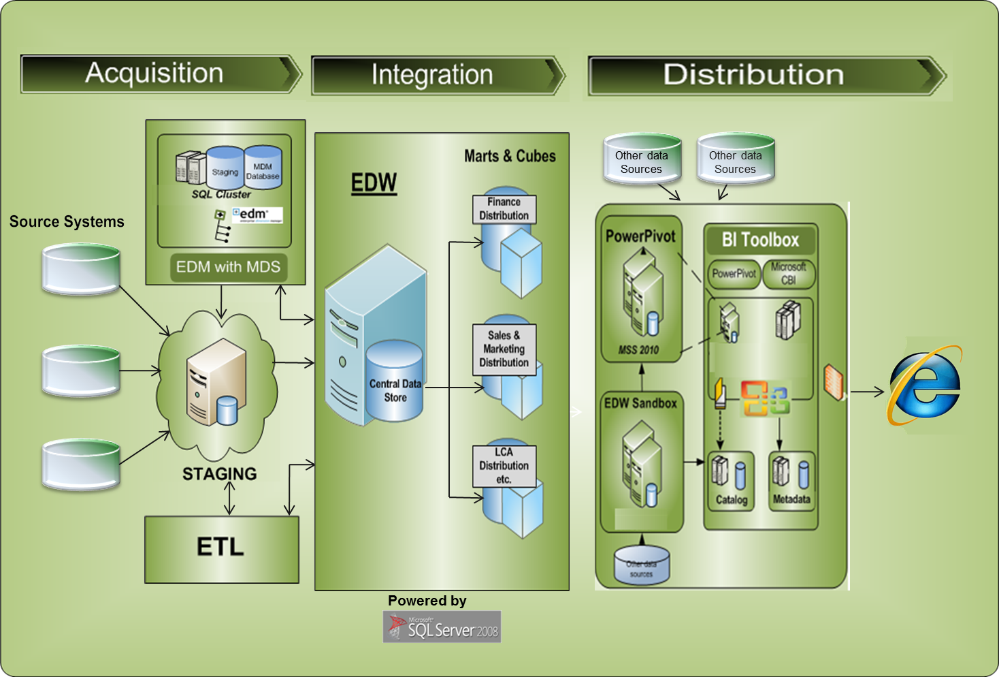 Acquisition
Integration
Distribution
Staging
MDM
Database
SQL Cluster
edm
EDM with MDS
Source Systems
STAGING
ETL
EDW
Marts & Cubes
Finance
Distribution
Sales &
Marketing
Distribution
LCA
Distribution
etc.
Central Data
Store
Powered by
Microsoft
SQL Server 2008
Other data
Sources
Other data
Sources
PowerPivot
MSS 2010
EDW Sandbox
Other data
sources
BI Toolbox
PowerPivot
Microsoft
CBI
Catalog
Metadata